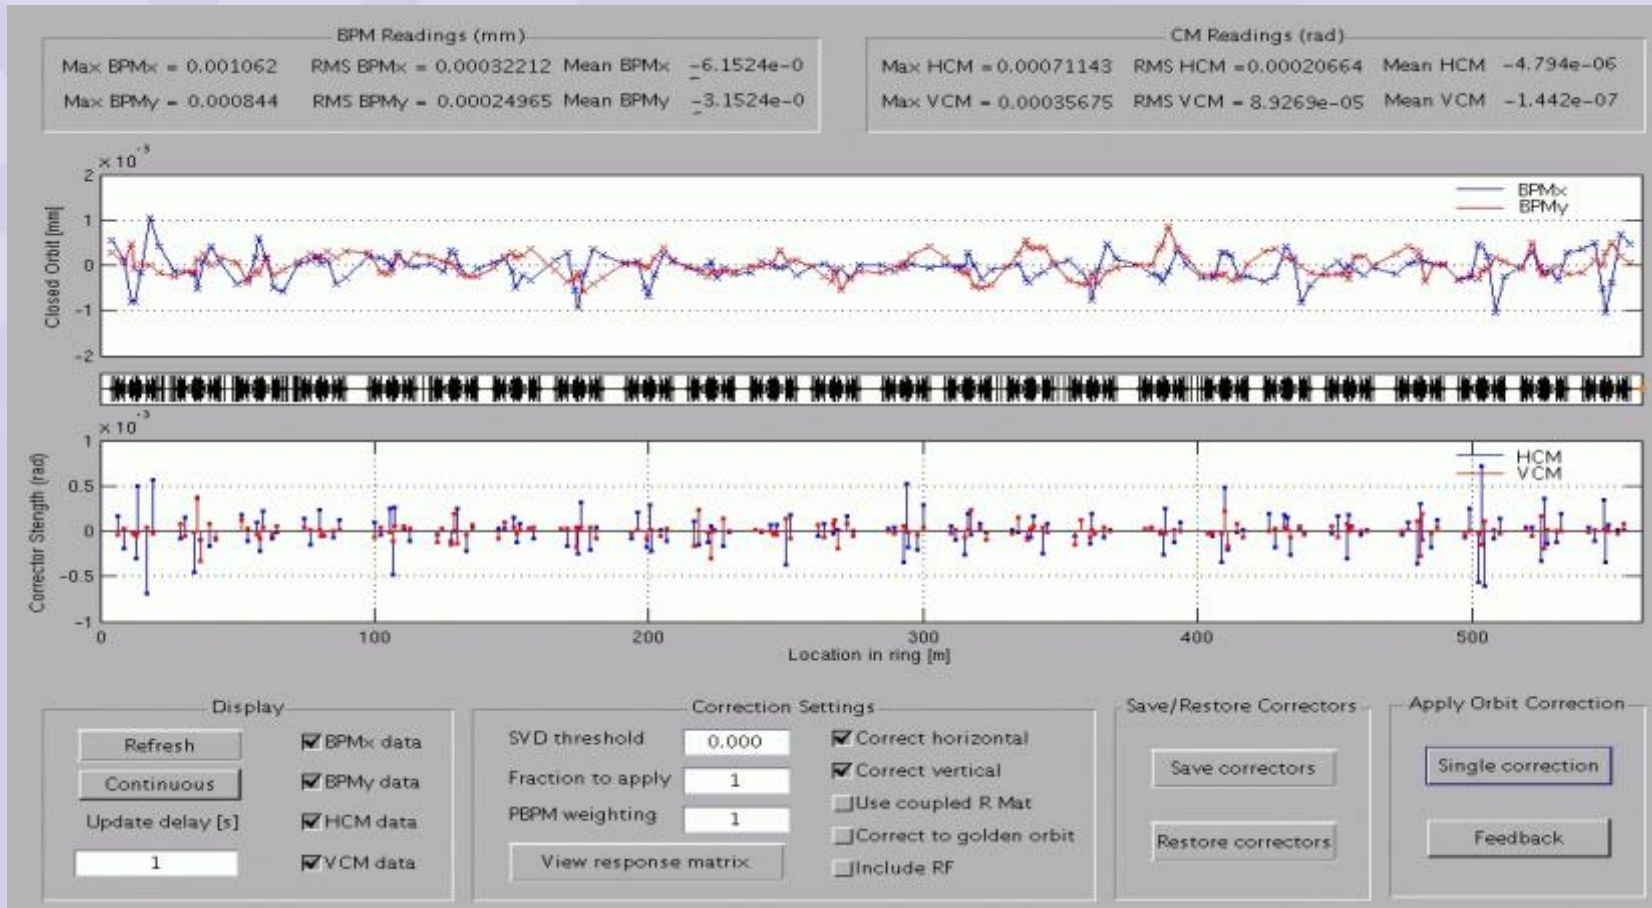 BPM Readings (mm)
Max BPMx = 0.001062 RMS BPMx = 0.00032212 Mean BPMx -6.1524e-0
Max BPMy = 0.000844 RMS BPMy = 0.00024965 Mean BPMy -3.1524e-0
CM Readings (rad)
Max HCM = 0.00071143 RMS HCM = 0.00020664 Mean HCM -4.794e-06
Max VCM = 0.00035675 RMS VCM = 8.9269e-05 Mean VCM -1.442e-07
× 10
2
1
0
-1
-2
Closed Orbit [mm]
BPMx
BPMy
× 10 -3
1
0.5
0
-0.5
-1
Corrector Stength (rad)
HCM
VCM
0 100 200 300 400 500
Location in ring [m]
Display
Refresh
Continuous
Update delay [s]
1
BPMx data
BPMy data
HCM data
VCM data
Correction Settings
SVD threshold 0.000
Fraction to apply 1
PBPM weighting 1
View response matrix
Correct horizontal
Correct vertical
Use coupled R Mat
Correct to golden orbit
Include RF
Save/Restore Correctors
Save correctors
Restore correctors
Apply Orbit Correction
Single correction
Feedback